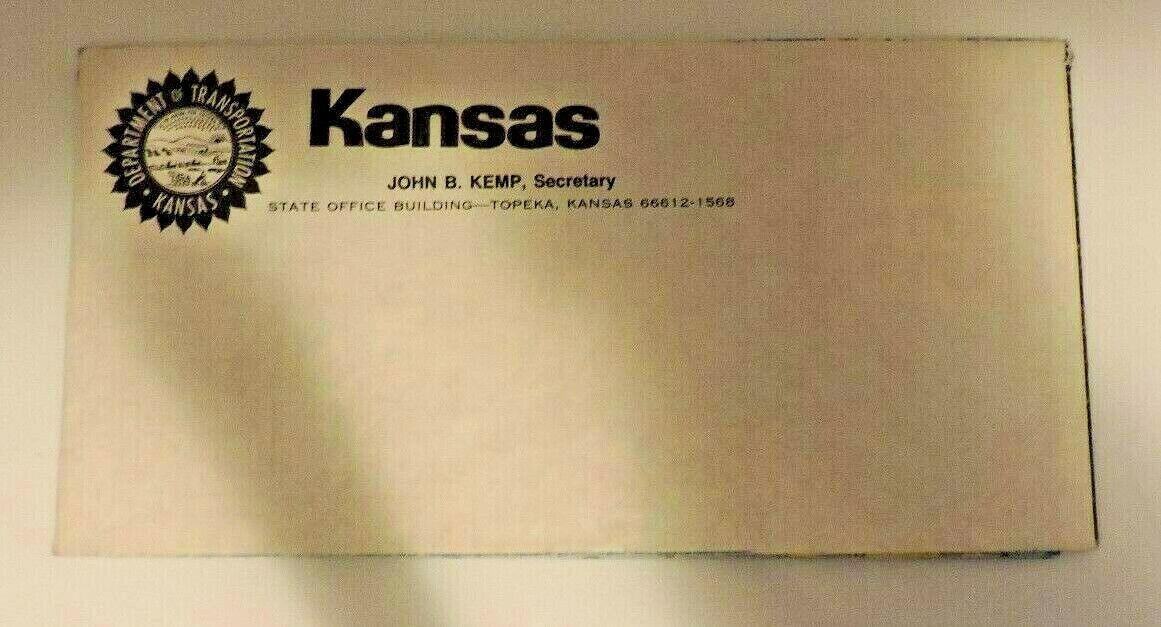 DEPARTMENT OF TRANSPORTATION
• KANSAS •
Kansas
JOHN B. KEMP, Secretary
STATE OFFICE BUILDING—TOPEKA, KANSAS 66612-1568